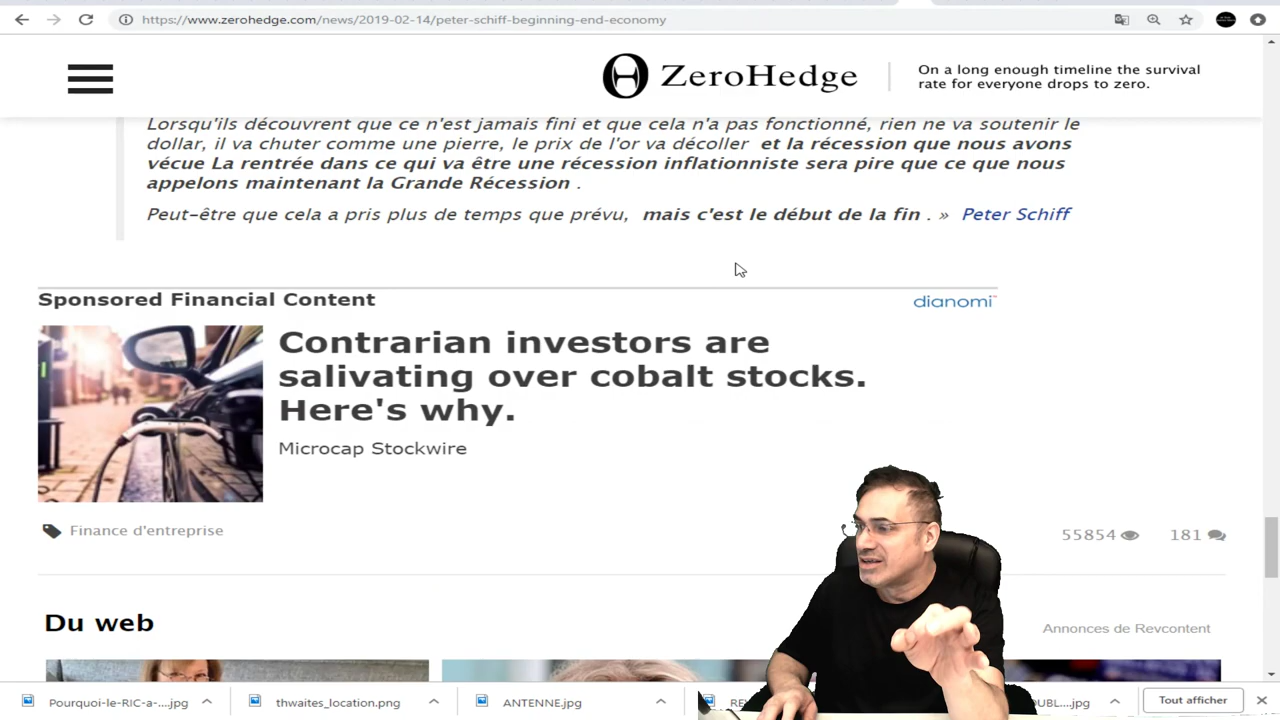 https://www.zerohedge.com/news/2019-02-14/peter-schiff-beginning-end-economy
ZeroHedge
On a long enough timeline the survival
rate for everyone drops to zero.
Lorsqu'ils découvrent que ce n'est jamais fini et que cela n'a pas fonctionné, rien ne va soutenir le
dollar, il va chuter comme une pierre, le prix de l'or va décoller et la récession que nous avons
vécue La rentrée dans ce qui va être une récession inflationniste sera pire que ce que nous
appelons maintenant la Grande Récession .
Peut-être que cela a pris plus de temps que prévu, mais c'est le début de la fin . » Peter Schiff
Sponsored Financial Content
dianomi
Contrarian investors are
salivating over cobalt stocks.
Here's why.
Microcap Stockwire
Finance d'entreprise
55854
181
Du web
Annonces de Revcontent
Pourquoi-le-RIC-a-....jpg
thwaites_location.png
ANTENNE.jpg
Tout afficher